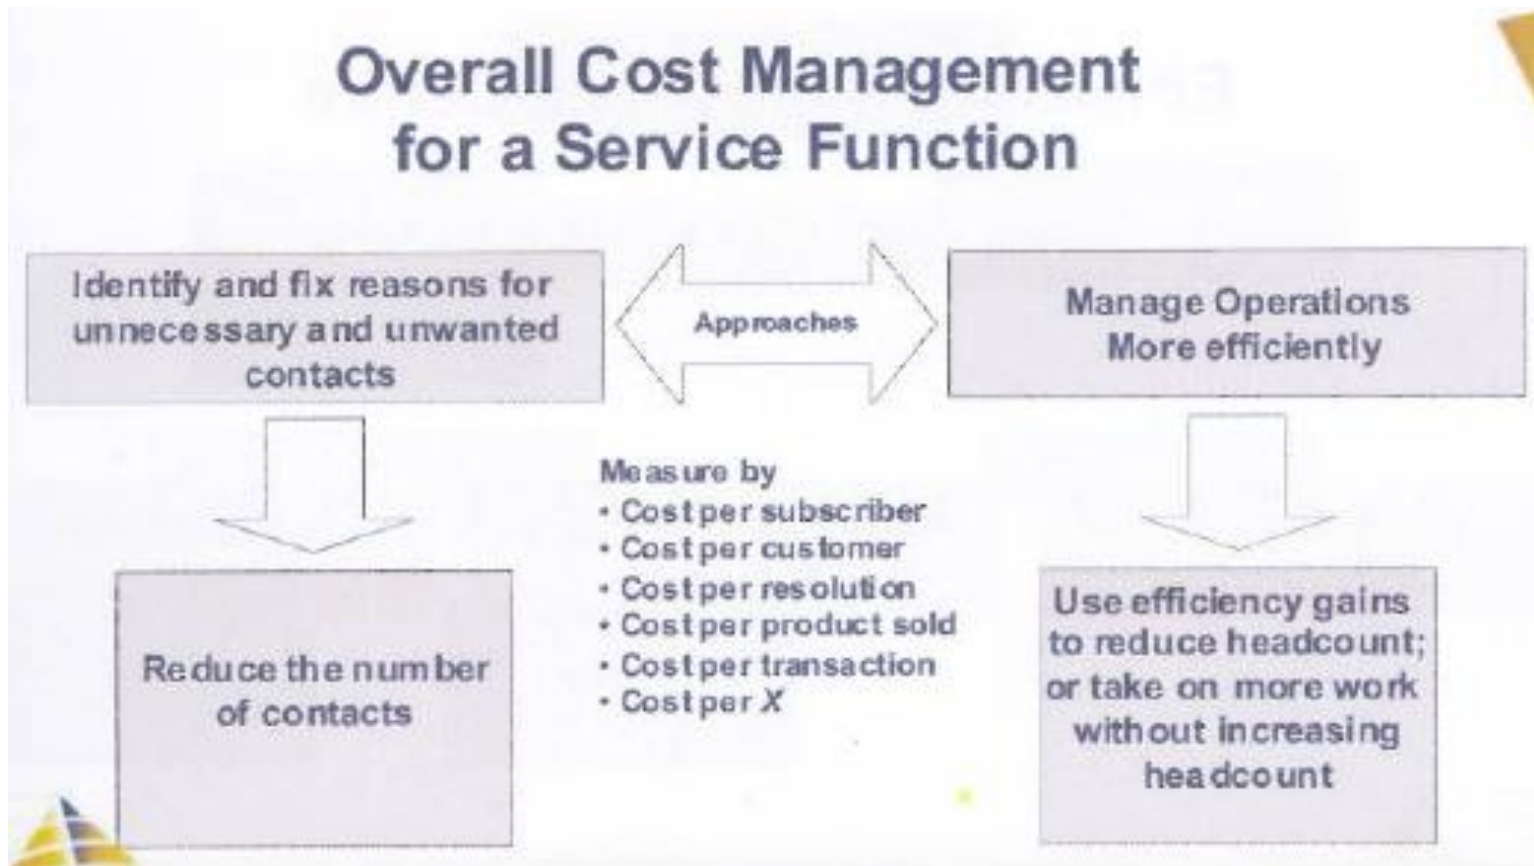 Overall Cost Management
for a Service Function
Identify and fix reasons for
unnecessary and unwanted
contacts
Approaches
Manage Operations
More efficiently
Measure by
• Cost per subscriber
• Cost per customer
• Cost per resolution
• Cost per product sold
• Cost per transaction
• Cost per X
Reduce the number
of contacts
Use efficiency gains
to reduce headcount;
or take on more work
without increasing
headcount